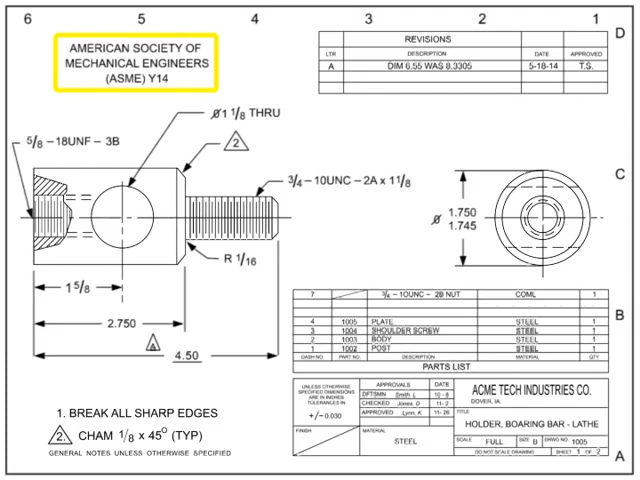 6 5 4 3 2 1
D
AMERICAN SOCIETY OF
MECHANICAL ENGINEERS
(ASME) Y14
REVISIONS
LTR DESCRIPTION DATE APPROVED
A DIM 6.55 WAS 8.3305 5-18-14 T.S.
Ø1 1/8 THRU
5/8 -18UNF - 3B
2
3/4 -10UNC -2A x 1 1/8
C
Ø 1.750
1.745
R 1/16
1 5/8
2.750
A
4.50
7 3/4 - 10UNC - 2B NUT COML 1
B
4 1005 PLATE STEEL 1
3 1004 SHOULDER SCREW STEEL 1
2 1003 BODY STEEL 1
1 1002 POST STEEL 1
DASH NO. PART NO. DESCRIPTION MATERIAL QTY
PARTS LIST
UNLESS OTHERWISE
SPECIFIED DIMENSIONS
ARE IN INCHES
TOLERANCES IN
+/-0.030
FINISH
APPROVALS DATE
DFTSMN Smith. L 10 - 8
CHECKED Jones. D 11- 2
APPROVED Lynn. K 11- 26
MATERIAL
STEEL
ACME TECH INDUSTRIES CO.
DOVER, IA.
TITLE
HOLDER, BOARING BAR - LATHE
SCALE FULL SIZE B DRWG NO. 1005
DO NOT SCALE DRAWING SHEET 1 OF 2
1. BREAK ALL SHARP EDGES
2. CHAM 1/8 x 45° (TYP)
GENERAL NOTES UNLESS OTHERWISE SPECIFIED
A